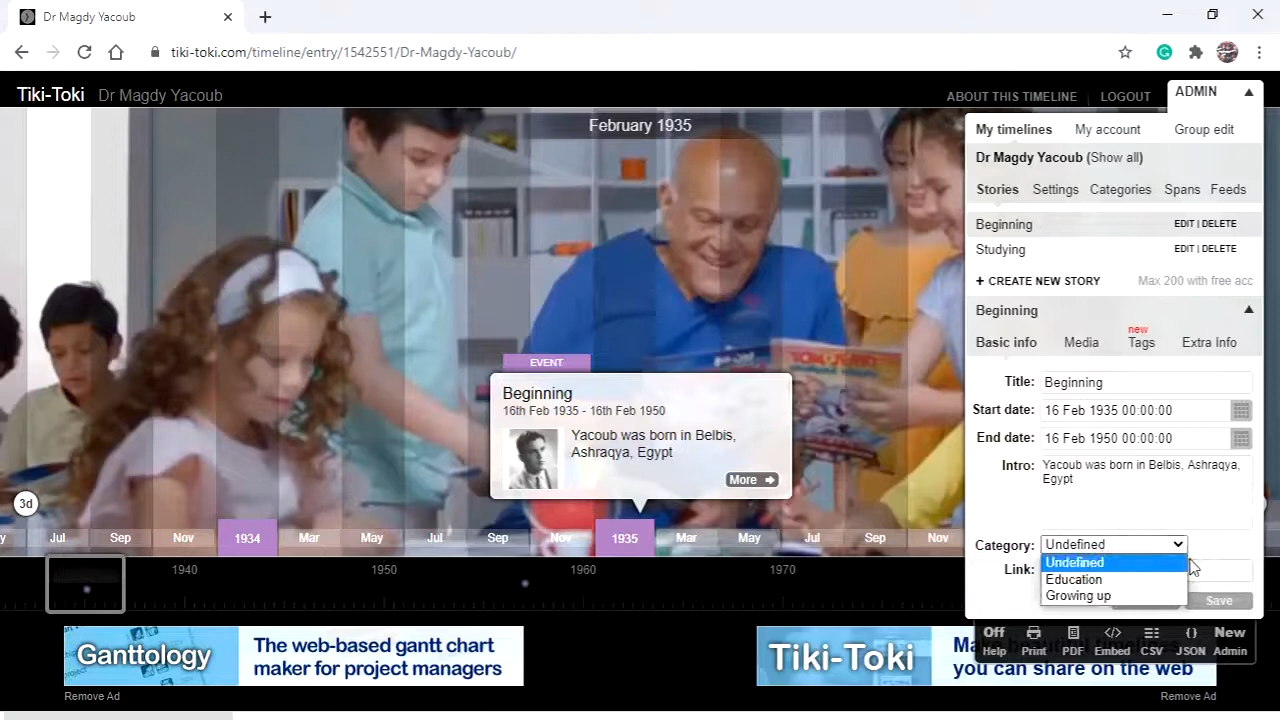 Dr Magdy Yacoub
tiki-toki.com/timeline/entry/1542551/Dr-Magdy-Yacoub/
Tiki-Toki Dr Magdy Yacoub
ABOUT THIS TIMELINE LOGOUT ADMIN
February 1935
My timelines My account Group edit
Dr Magdy Yacoub (Show all)
Stories Settings Categories Spans Feeds
Beginning EDIT | DELETE
Studying EDIT | DELETE
+ CREATE NEW STORY Max 200 with free acc
Beginning
new
Basic info Media Tags Extra Info
Title: Beginning
Start date: 16 Feb 1935 00:00:00
End date: 16 Feb 1950 00:00:00
Intro: Yacoub was born in Belbis, Ashraqya,
Egypt
Category: Undefined
Undefined
Education
Growing up
Link:
Save
EVENT
Beginning
16th Feb 1935 - 16th Feb 1950
Yacoub was born in Belbis,
Ashraqya, Egypt
More
3d
y Jul Sep Nov 1934 Mar May Jul Sep Nov 1935 Mar May Jul Sep Nov
1940 1950 1960 1970
Off Print PDF Embed CSV JSON New
Help Admin
Ganttology
The web-based gantt chart
maker for project managers
Tiki-Toki
you can share on the web
Remove Ad Remove Ad